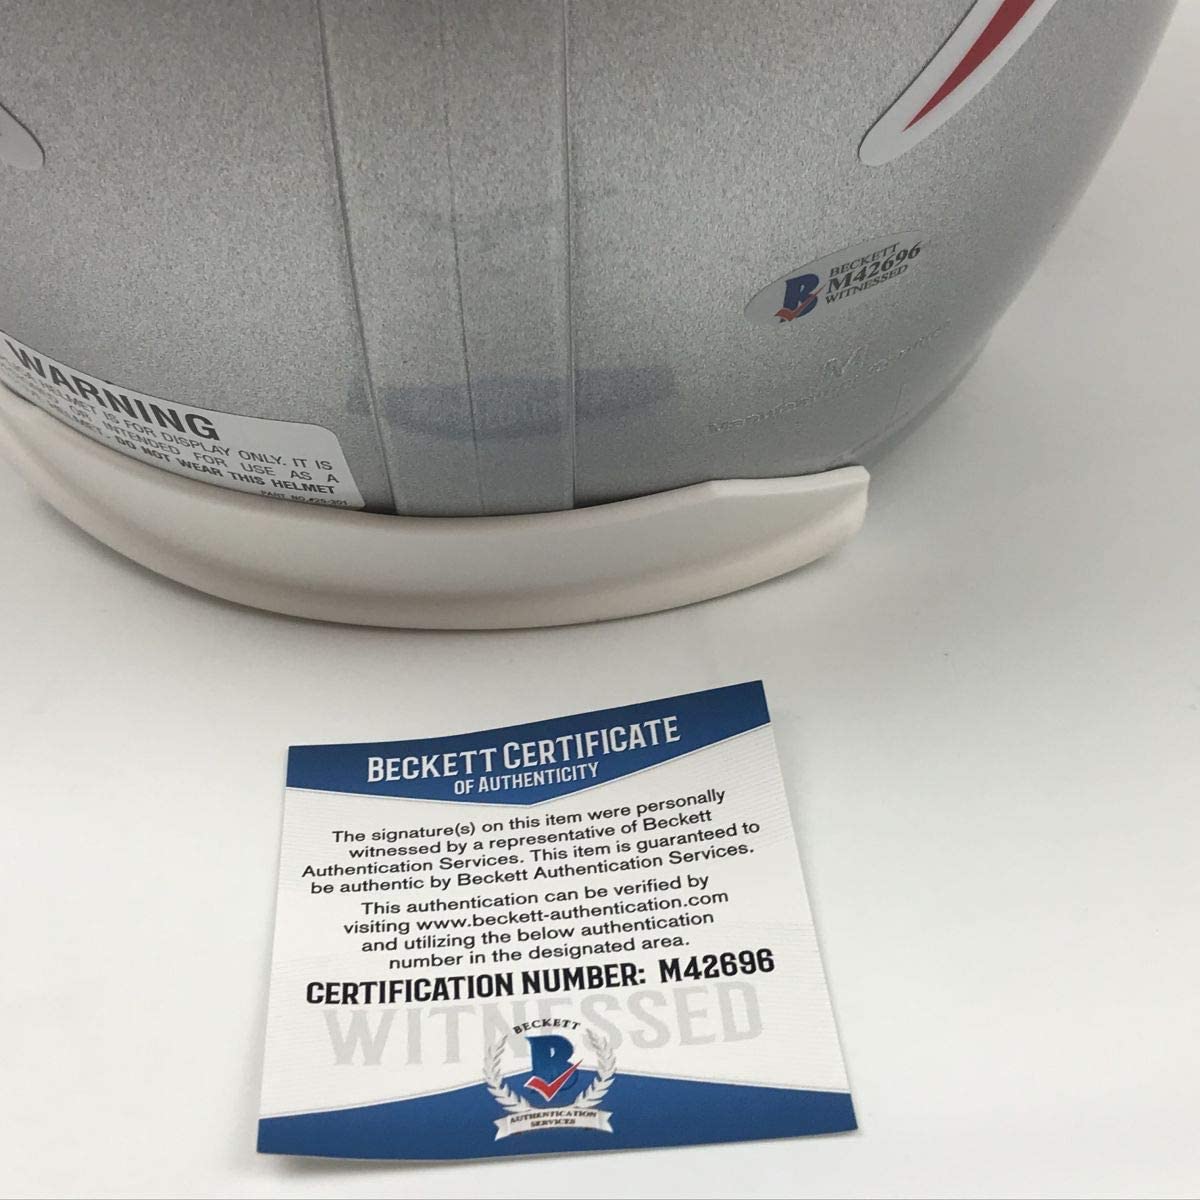 BECKETT
M42696
WITNESSED
WARNING
HELMET IS FOR DISPLAY ONLY. IT IS
OR INTENDED FOR USE AS A
HELMET. DO NOT WEAR THIS HELMET
PART NO.
BECKETT CERTIFICATE
OF AUTHENTICITY
The signature(s) on this item were personally
witnessed by a representative of Beckett
Authentication Services. This item is guaranteed to
be authentic by Beckett Authentication Services.
This authentication can be verified by
visiting www.beckett-authentication.com
and utilizing the below authentication
number in the designated area.
CERTIFICATION NUMBER: M42696
WITNESSED
BECKETT
B
AUTHENTICATION
SERVICES